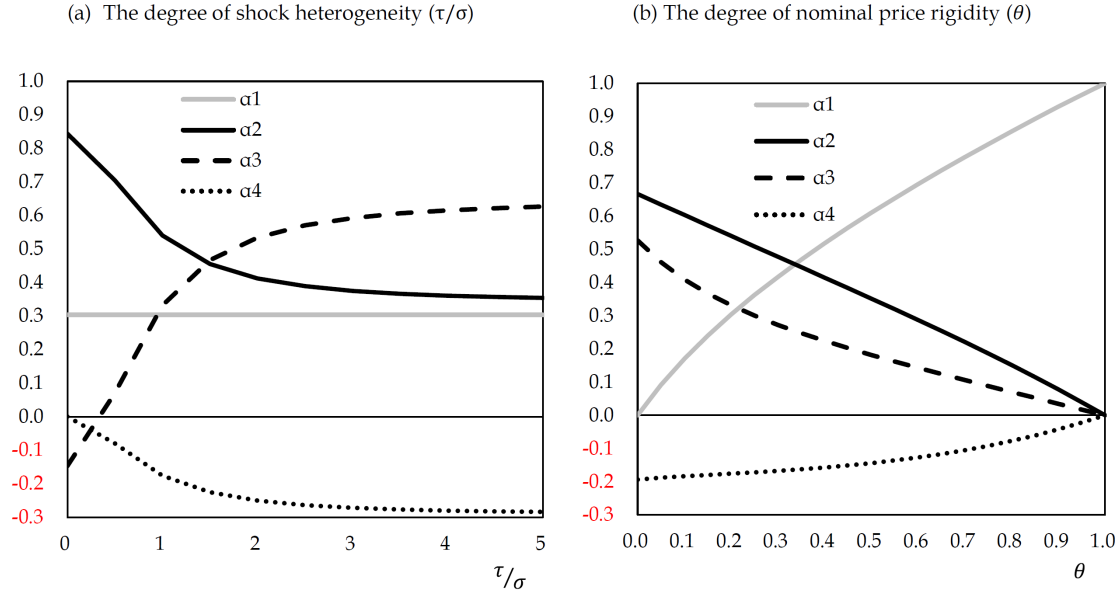 (a) The degree of shock heterogeneity (τ/σ)
(b) The degree of nominal price rigidity (θ)
1.0
0.9
0.8
0.7
0.6
0.5
0.4
0.3
0.2
0.1
0.0
-0.1
-0.2
-0.3
α1
α2
α3
α4
0 1 2 3 4 5
τ/σ
1.0
0.9
0.8
0.7
0.6
0.5
0.4
0.3
0.2
0.1
0.0
-0.1
-0.2
-0.3
α1
α2
α3
α4
0.0 0.1 0.2 0.3 0.4 0.5 0.6 0.7 0.8 0.9 1.0
θ